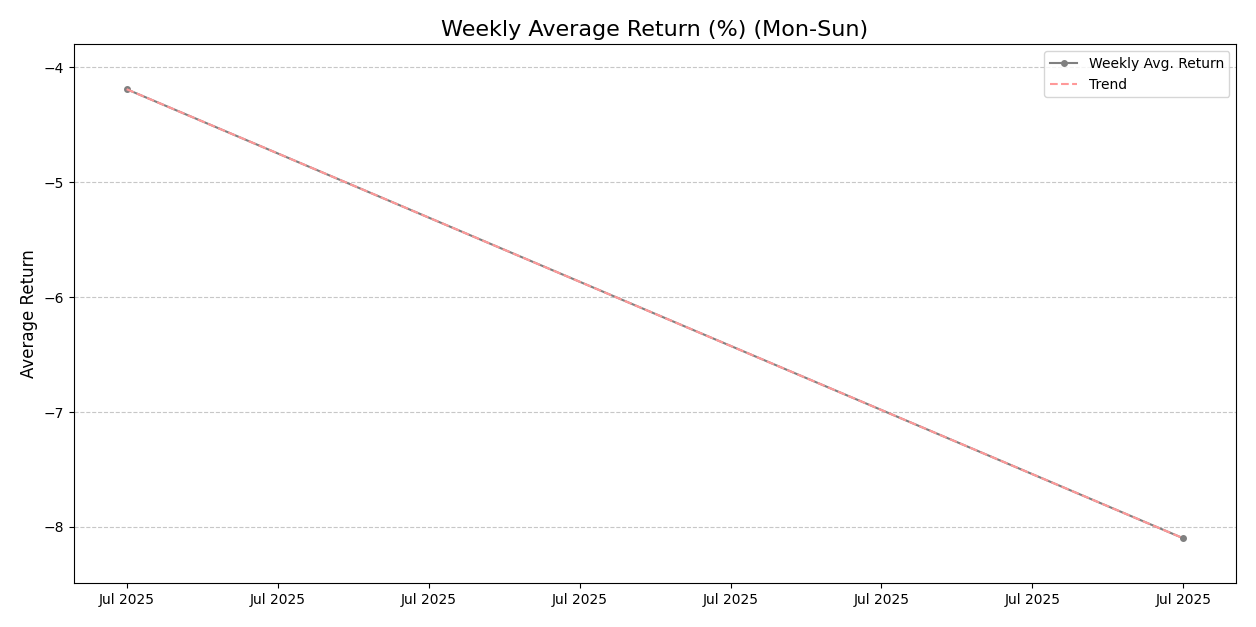 Weekly Average Return (%) (Mon-Sun)
Weekly Avg. Return
Trend
Average Return
−4
−5
−6
−7
−8
Jul 2025 Jul 2025 Jul 2025 Jul 2025 Jul 2025 Jul 2025 Jul 2025 Jul 2025